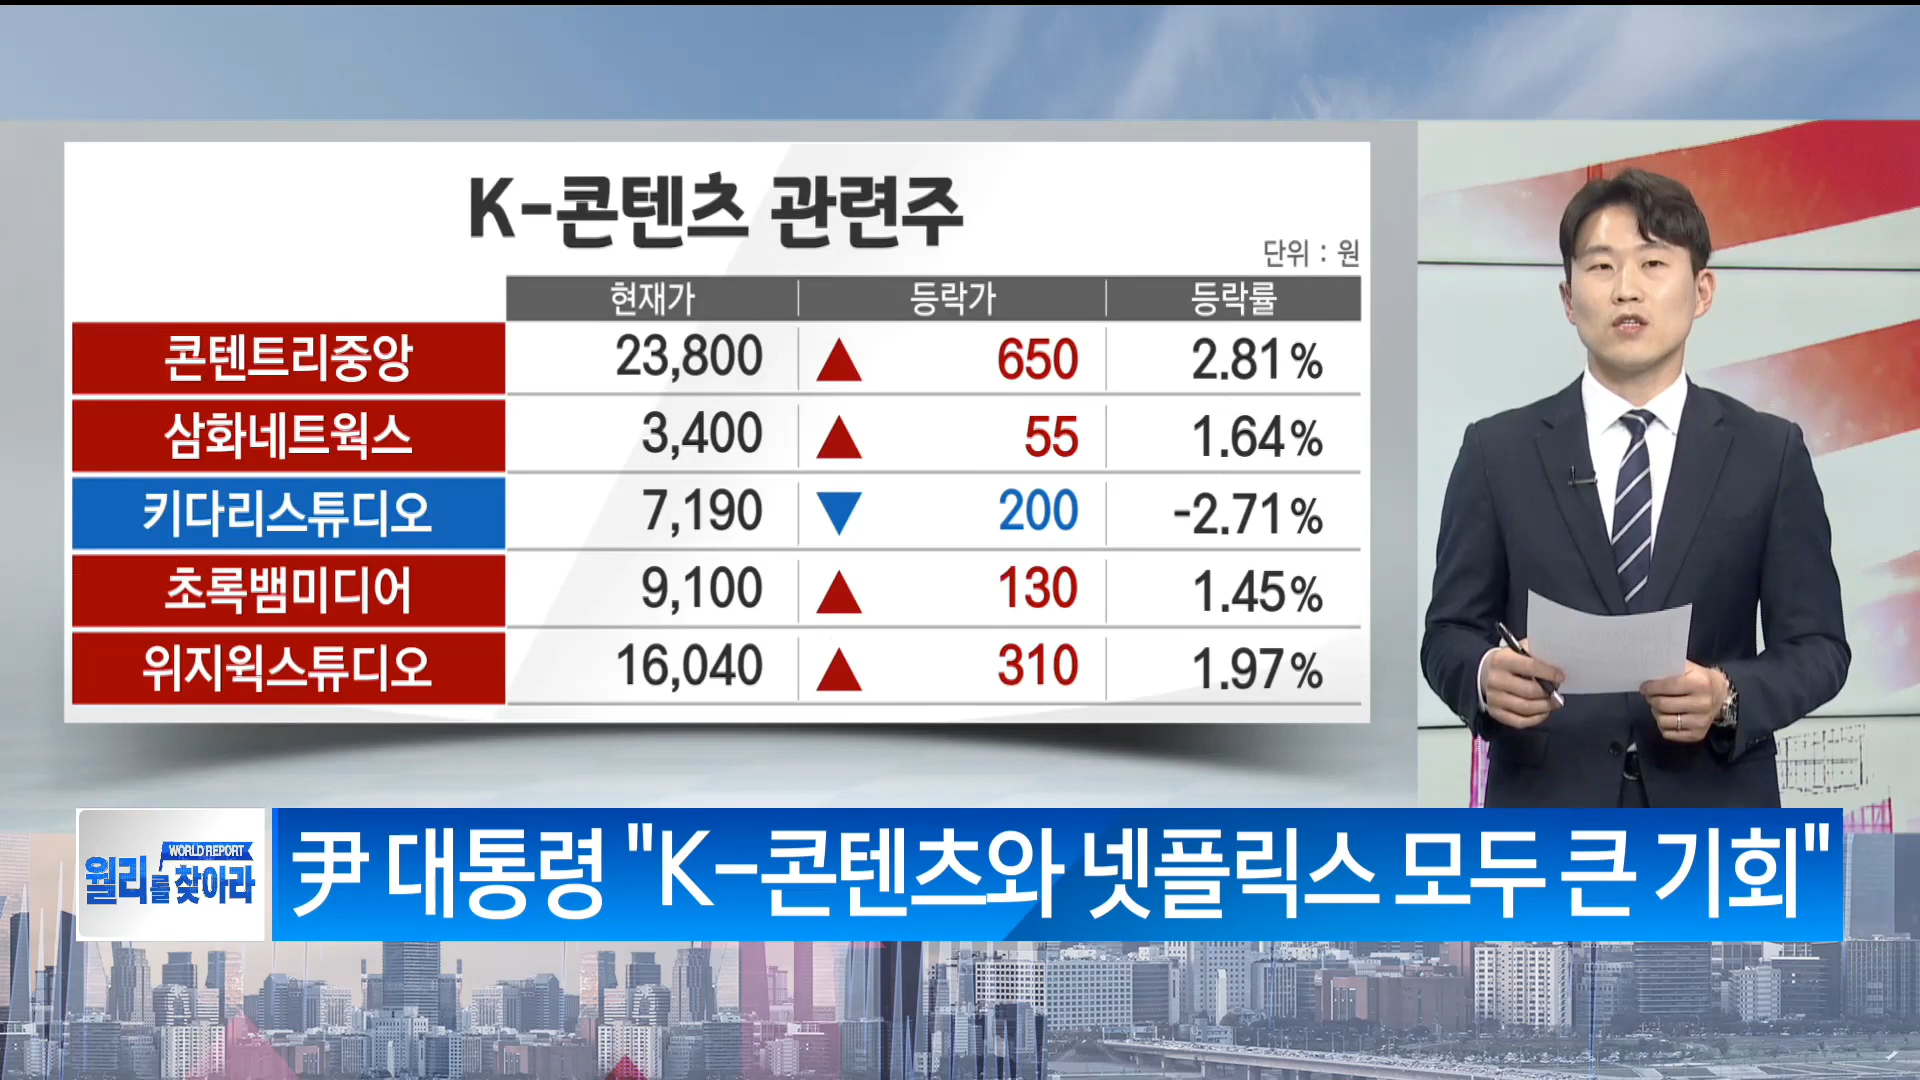 K-콘텐츠 관련주
단위 : 원
현재가 등락가 등락률
콘텐트리중앙 23,800 ▲ 650 2.81%
삼화네트웍스 3,400 ▲ 55 1.64%
키다리스튜디오 7,190 ▼ 200 -2.71%
초록뱀미디어 9,100 ▲ 130 1.45%
위지윅스튜디오 16,040 ▲ 310 1.97%
WORLD REPORT
월리를 찾아라
尹 대통령 "K-콘텐츠와 넷플릭스 모두 큰 기회"